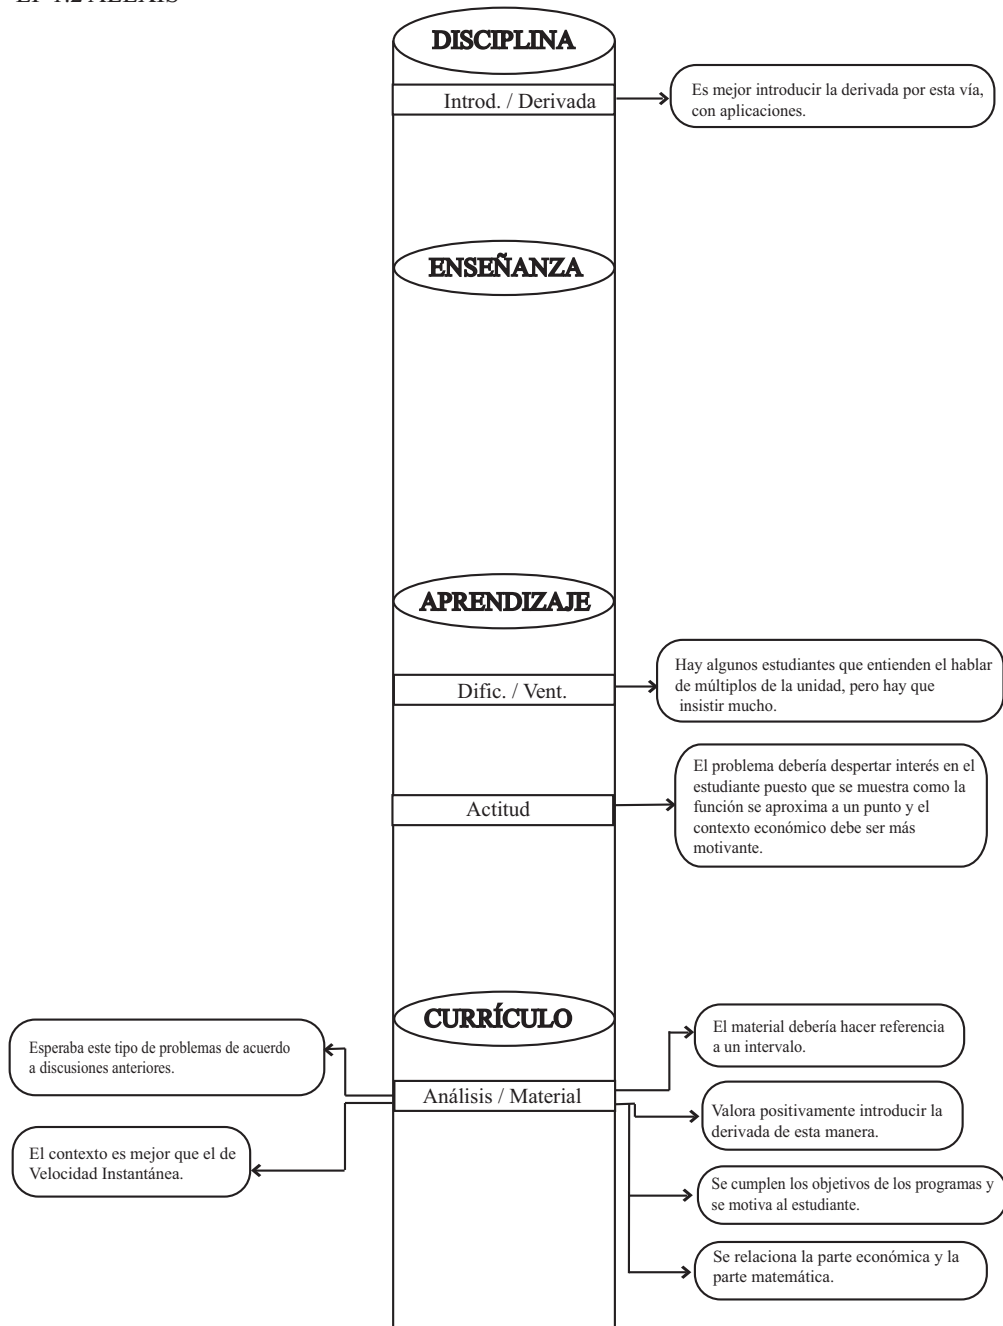 DISCIPLINA
Introd. / Derivada
Es mejor introducir la derivada por esta vía,
con aplicaciones.
ENSEÑANZA
APRENDIZAJE
Dific. / Vent.
Hay algunos estudiantes que entienden el hablar
de múltiplos de la unidad, pero hay que
insistir mucho.
Actitud
El problema debería despertar interés en el
estudiante puesto que se muestra como la
función se aproxima a un punto y el
contexto económico debe ser más
motivante.
CURRÍCULO
Esperaba este tipo de problemas de acuerdo
a discusiones anteriores.
El contexto es mejor que el de
Velocidad Instantánea.
Análisis / Material
El material debería hacer referencia
a un intervalo.
Valora positivamente introducir la
derivada de esta manera.
Se cumplen los objetivos de los programas y
se motiva al estudiante.
Se relaciona la parte económica y la
parte matemática.